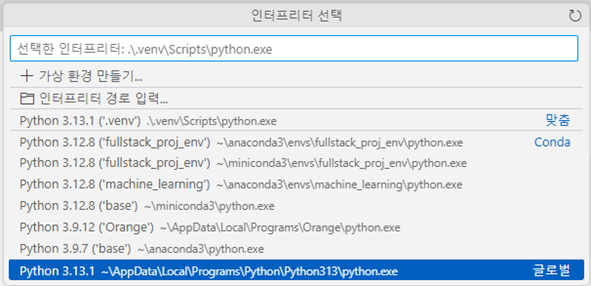 인터프리터 선택
선택한 인터프리터: .\.venv\Scripts\python.exe
가상 환경 만들기...
인터프리터 경로 입력...
Python 3.13.1 ('.venv') .\.venv\Scripts\python.exe 맞춤
Python 3.12.8 ('fullstack_proj_env') ~\anaconda3\envs\fullstack_proj_env\python.exe Conda
Python 3.12.8 ('fullstack_proj_env') ~\miniconda3\envs\fullstack_proj_env\python.exe
Python 3.12.8 ('machine_learning') ~\anaconda3\envs\machine_learning\python.exe
Python 3.12.8 ('base') ~\miniconda3\python.exe
Python 3.9.12 ('Orange') ~\AppData\Local\Programs\Orange\python.exe
Python 3.9.7 ('base') ~\anaconda3\python.exe
Python 3.13.1 ~\AppData\Local\Programs\Python\Python313\python.exe 글로벌